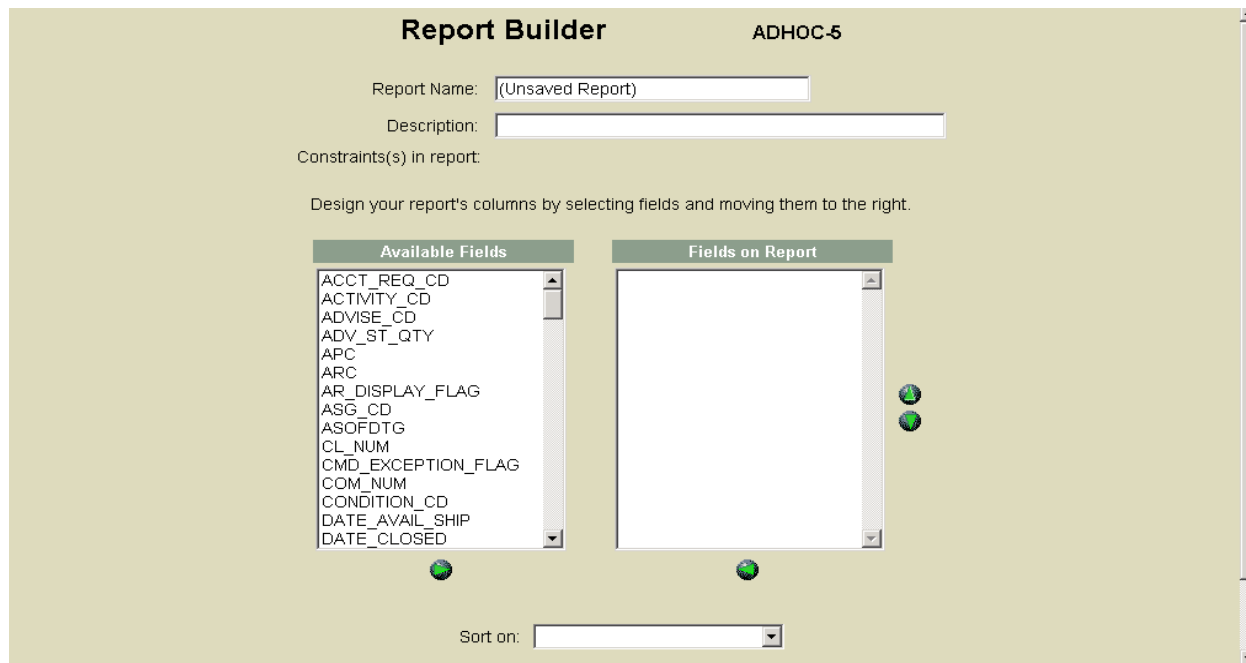 Report Builder ADHOC-5
Report Name: (Unsaved Report)
Description:
Constraints(s) in report:
Design your report's columns by selecting fields and moving them to the right.
Available Fields Fields on Report
ACCT_REQ_CD
ACTIVITY_CD
ADVISE_CD
ADV_ST_QTY
APC
ARC
AR_DISPLAY_FLAG
ASG_CD
ASOFDTG
CL_NUM
CMD_EXCEPTION_FLAG
COM_NUM
CONDITION_CD
DATE_AVAIL_SHIP
DATE_CLOSED
Sort on: